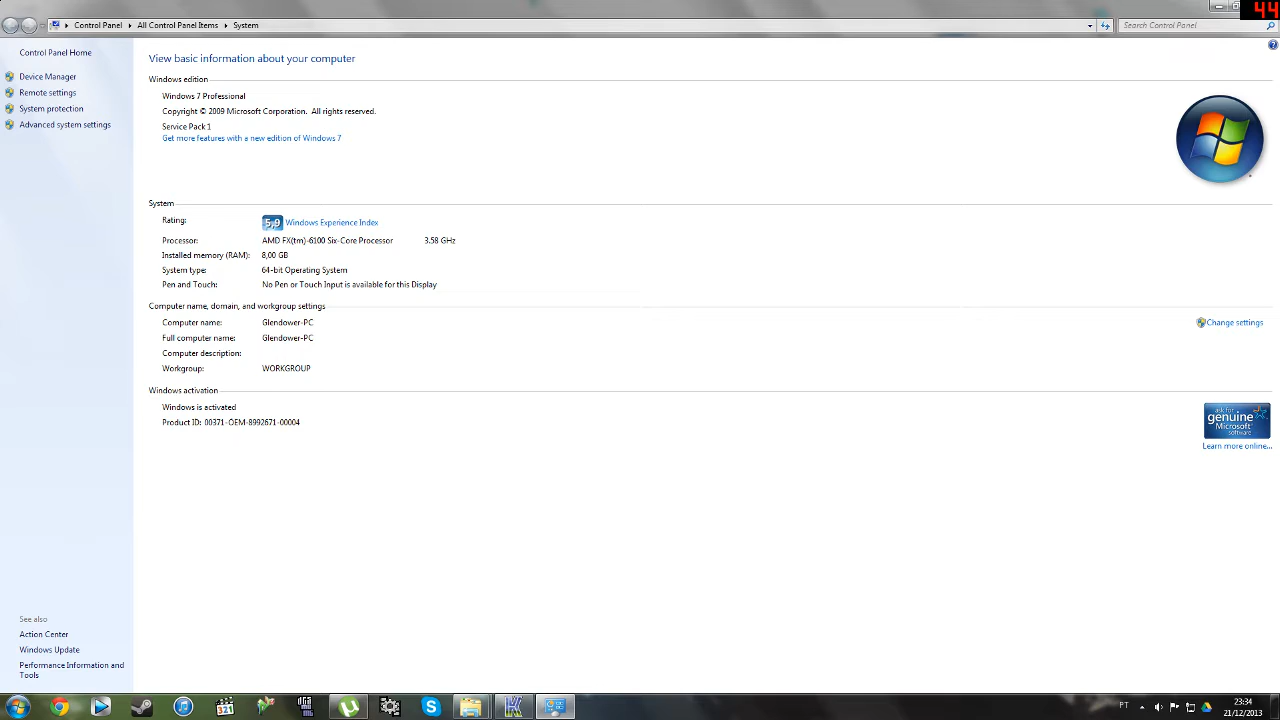 44
Control Panel All Control Panel Items System
Search Control Panel
Control Panel Home
Device Manager
Remote settings
System protection
Advanced system settings
View basic information about your computer
Windows edition
Windows 7 Professional
Copyright © 2009 Microsoft Corporation. All rights reserved.
Service Pack 1
Get more features with a new edition of Windows 7
System
Rating: 5,9 Windows Experience Index
Processor: AMD FX(tm)-6100 Six-Core Processor 3.58 GHz
Installed memory (RAM): 8,00 GB
System type: 64-bit Operating System
Pen and Touch: No Pen or Touch Input is available for this Display
Computer name, domain, and workgroup settings
Computer name: Glendower-PC
Change settings
Full computer name: Glendower-PC
Computer description:
Workgroup: WORKGROUP
Windows activation
Windows is activated
Product ID: 00371-OEM-8992671-00004
ask for
genuine
Microsoft
software
Learn more online...
See also
Action Center
Windows Update
Performance Information and
Tools
321
PT
23:34
21/12/2013